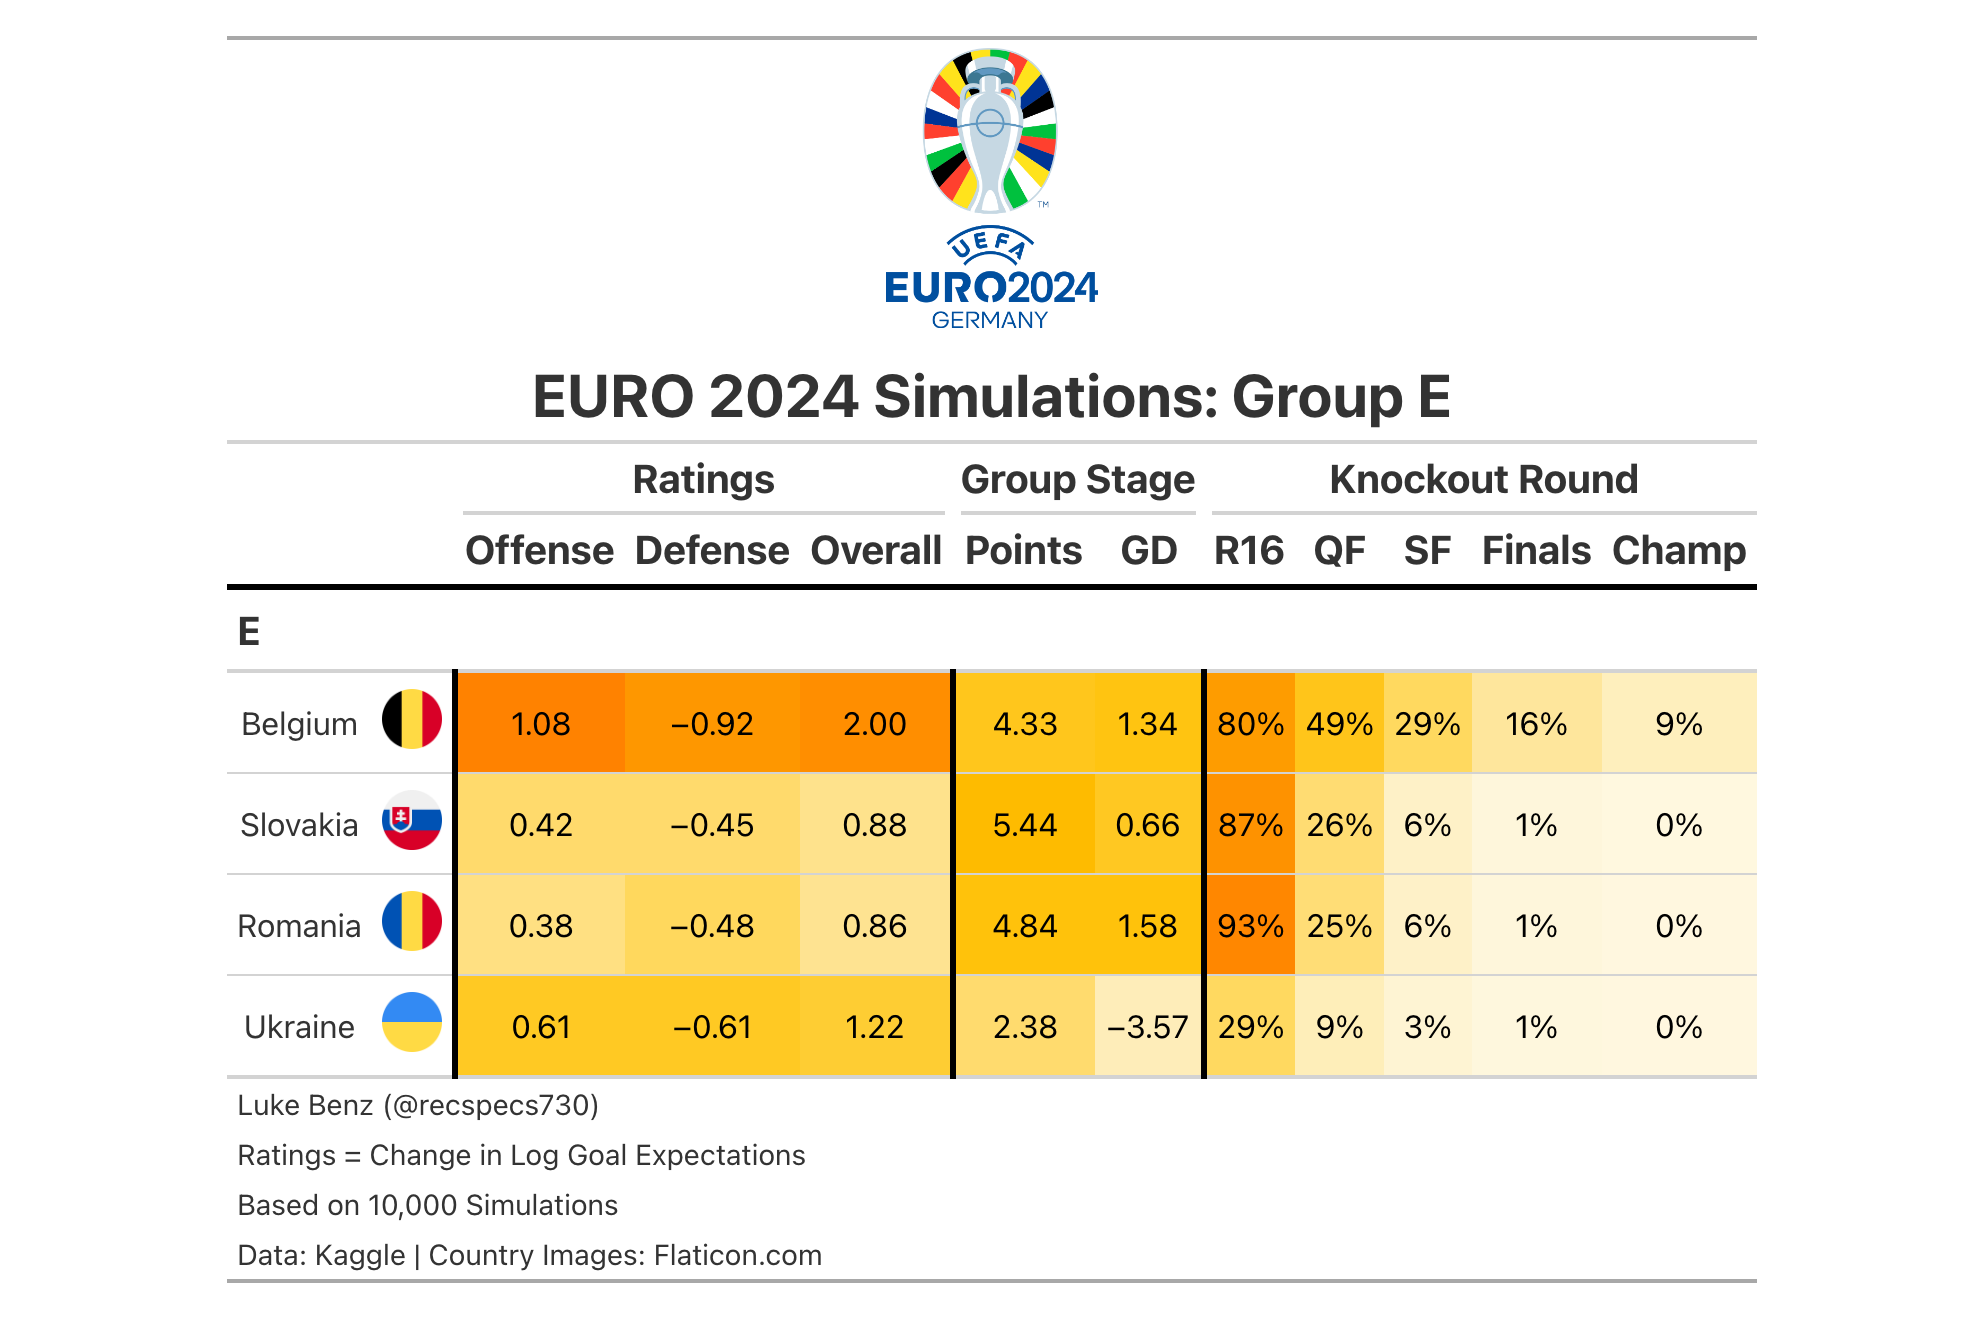 TM
UEFA
EURO2024
GERMANY
EURO 2024 Simulations: Group E
Ratings Group Stage Knockout Round
Offense Defense Overall Points GD R16 QF SF Finals Champ
E
Belgium 1.08 −0.92 2.00 4.33 1.34 80% 49% 29% 16% 9%
Slovakia 0.42 −0.45 0.88 5.44 0.66 87% 26% 6% 1% 0%
Romania 0.38 −0.48 0.86 4.84 1.58 93% 25% 6% 1% 0%
Ukraine 0.61 −0.61 1.22 2.38 −3.57 29% 9% 3% 1% 0%
Luke Benz (@recspecs730)
Ratings = Change in Log Goal Expectations
Based on 10,000 Simulations
Data: Kaggle | Country Images: Flaticon.com